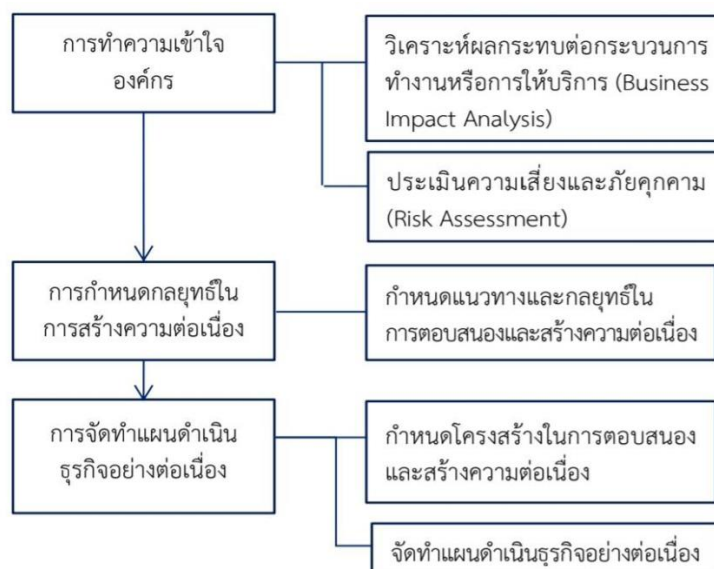 การทำความเข้าใจ
องค์กร
วิเคราะห์ผลกระทบต่อกระบวนการ
ทำงานหรือการให้บริการ (Business
Impact Analysis)
ประเมินความเสี่ยงและภัยคุกคาม
(Risk Assessment)
การกำหนดกลยุทธ์ใน
การสร้างความต่อเนื่อง
กำหนดแนวทางและกลยุทธ์ใน
การตอบสนองและสร้างความต่อเนื่อง
การจัดทำแผนดำเนิน
ธุรกิจอย่างต่อเนื่อง
กำหนดโครงสร้างในการตอบสนอง
และสร้างความต่อเนื่อง
จัดทำแผนดำเนินธุรกิจอย่างต่อเนื่อง